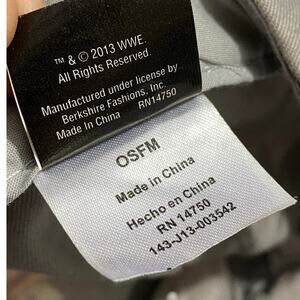 ™ & © 2013 WWE.
All Rights Reserved.
Manufactured under license by
Berkshire Fashions, Inc.
Made In China RN14750
OSFM
Made in China
Hecho en China
RN 14750
143-J13-003542